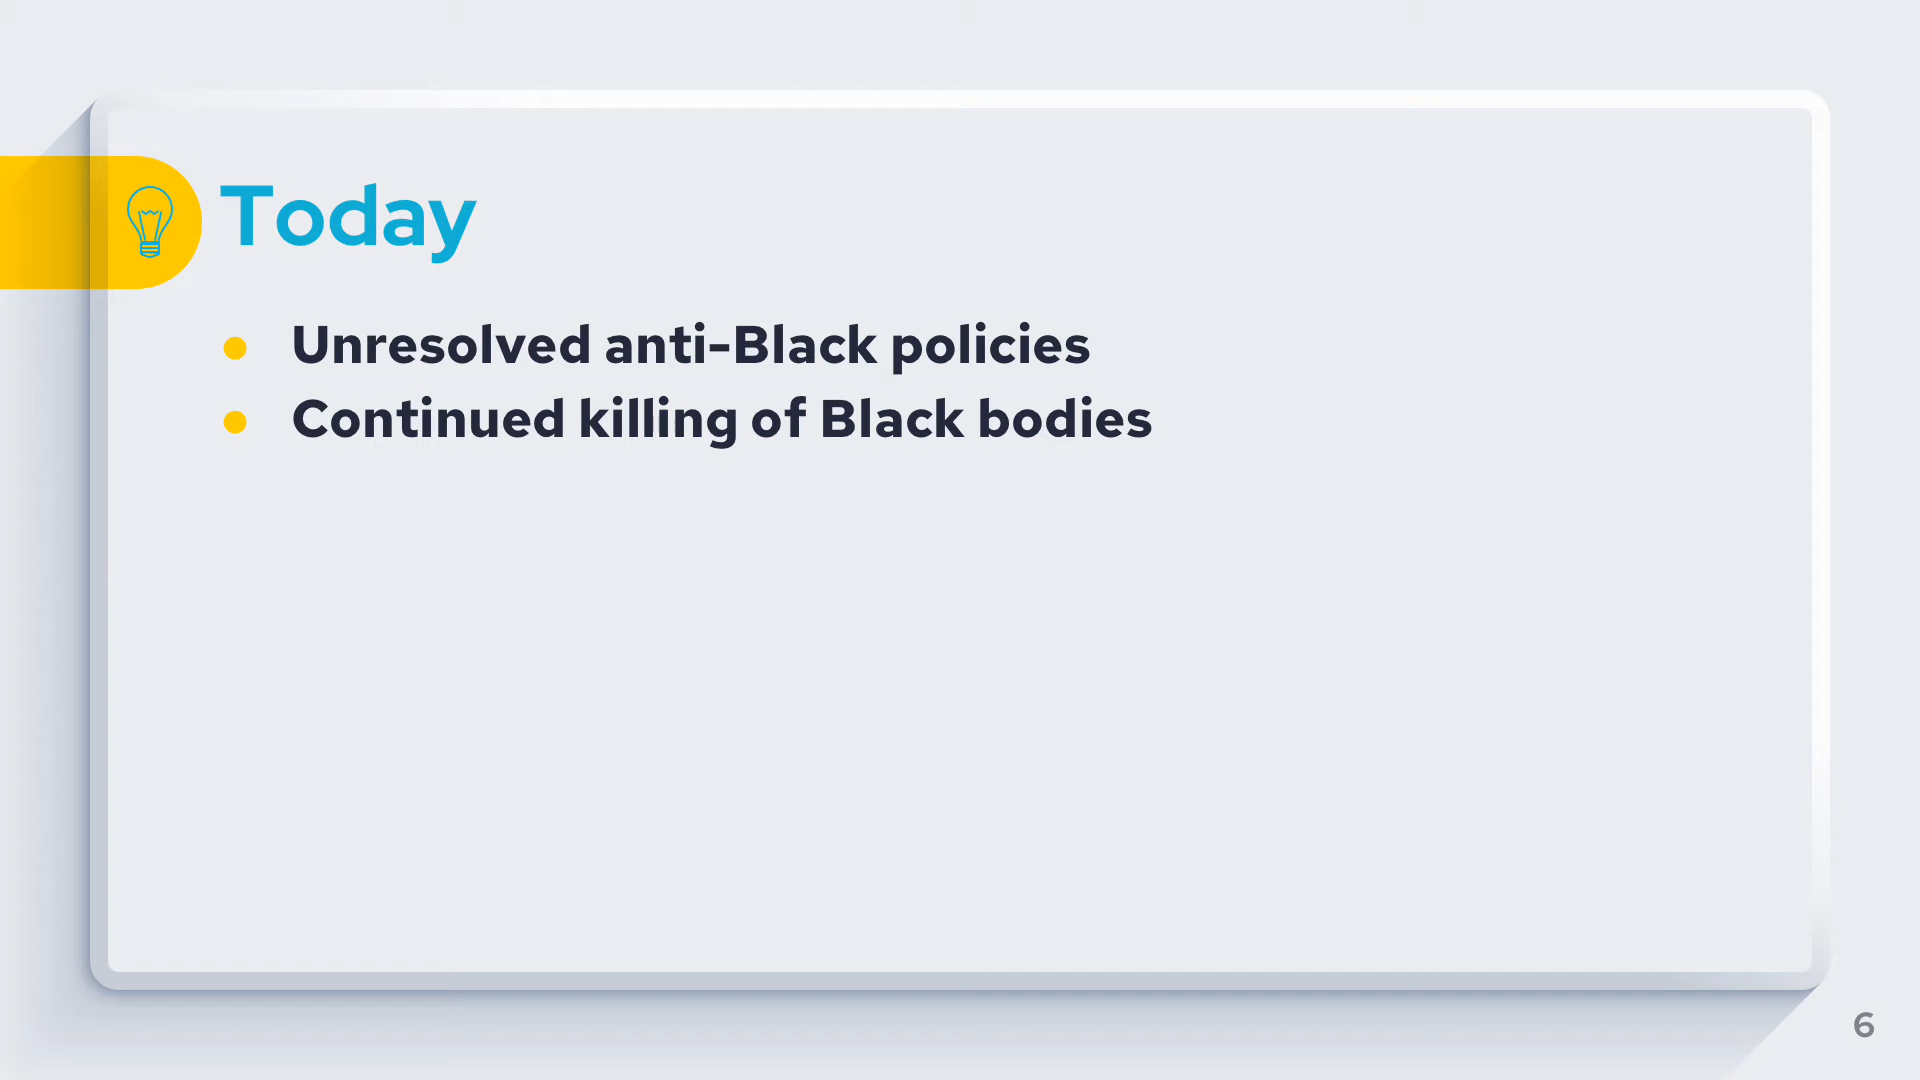 Today
● Unresolved anti-Black policies
● Continued killing of Black bodies
6